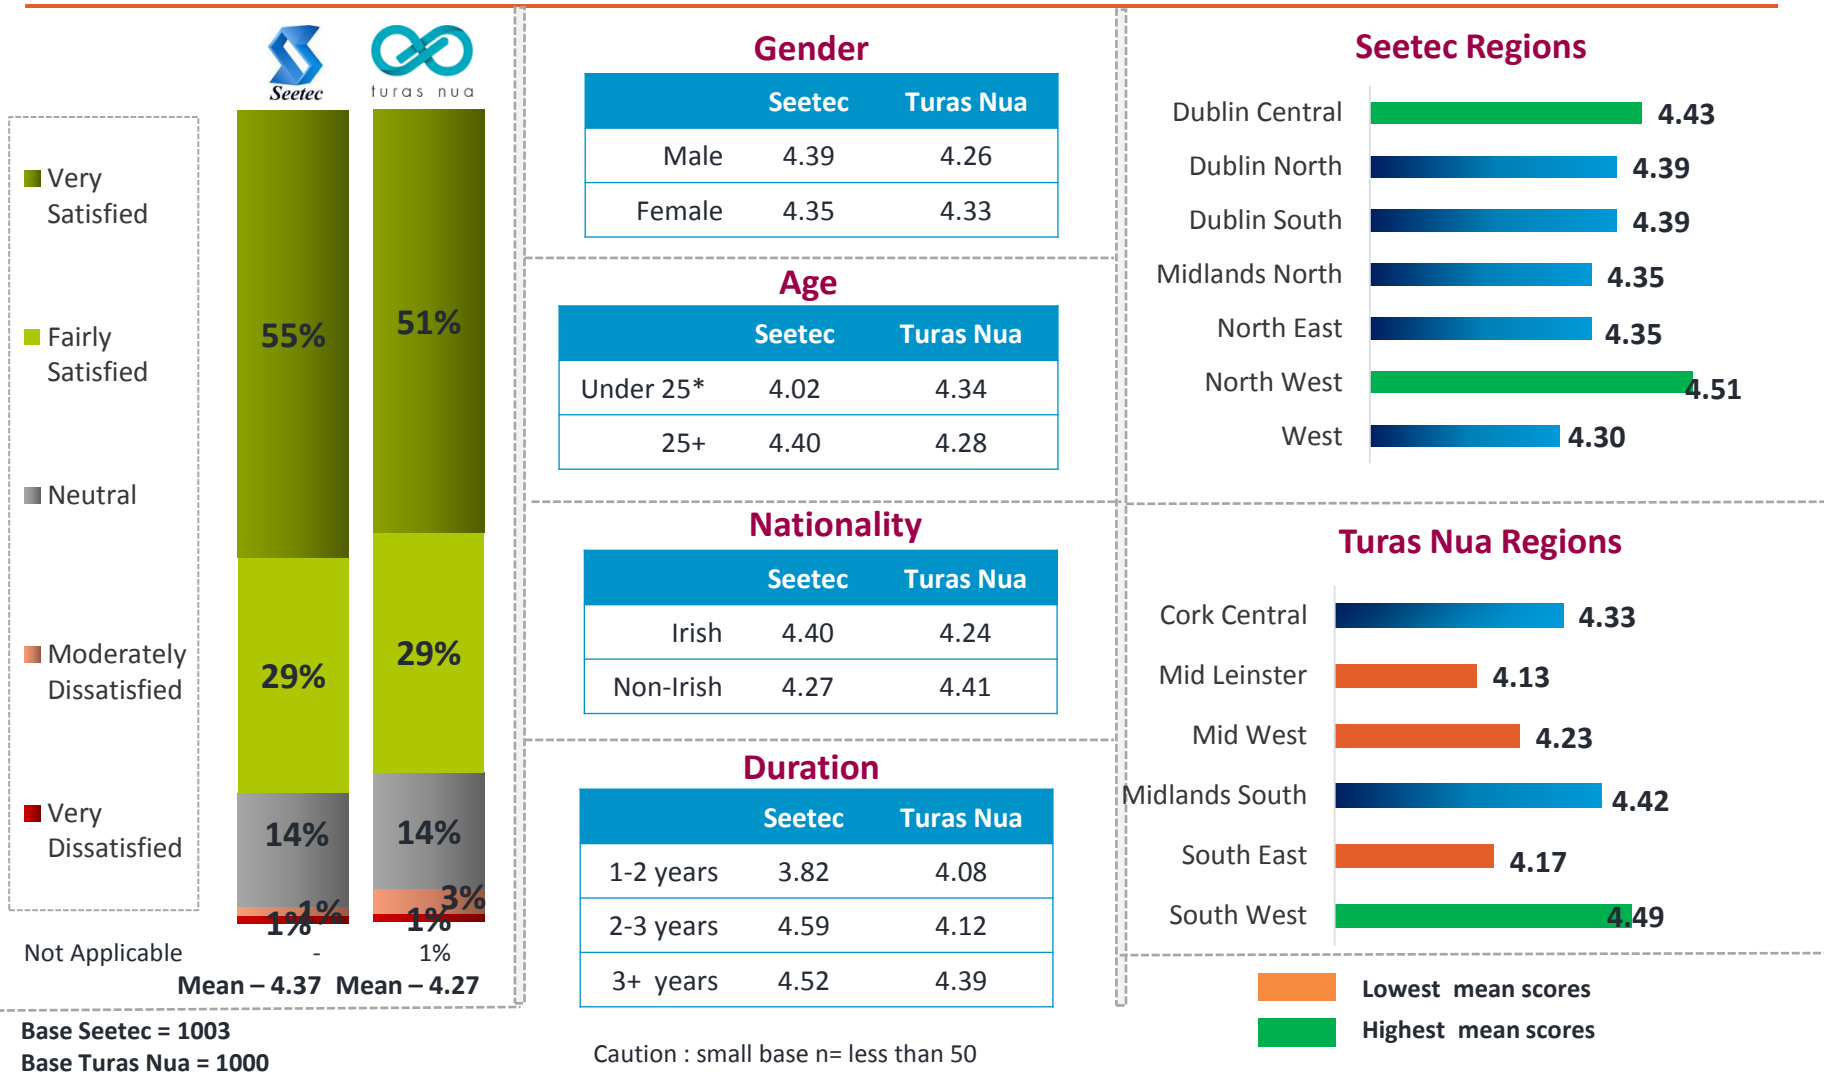 Seetec
turas nua
Very
Satisfied
Fairly
Satisfied
Neutral
Moderately
Dissatisfied
Very
Dissatisfied
55%
51%
29%
29%
14%
14%
1%
3%
1%
1%
Not Applicable - 1%
Mean – 4.37 Mean – 4.27
Base Seetec = 1003
Base Turas Nua = 1000
Gender
Seetec Turas Nua
Male 4.39 4.26
Female 4.35 4.33
Age
Seetec Turas Nua
Under 25* 4.02 4.34
25+ 4.40 4.28
Nationality
Seetec Turas Nua
Irish 4.40 4.24
Non-Irish 4.27 4.41
Duration
Seetec Turas Nua
1-2 years 3.82 4.08
2-3 years 4.59 4.12
3+ years 4.52 4.39
Caution : small base n= less than 50
Seetec Regions
Dublin Central 4.43
Dublin North 4.39
Dublin South 4.39
Midlands North 4.35
North East 4.35
North West 4.51
West 4.30
Turas Nua Regions
Cork Central 4.33
Mid Leinster 4.13
Mid West 4.23
Midlands South 4.42
South East 4.17
South West 4.49
Lowest mean scores
Highest mean scores